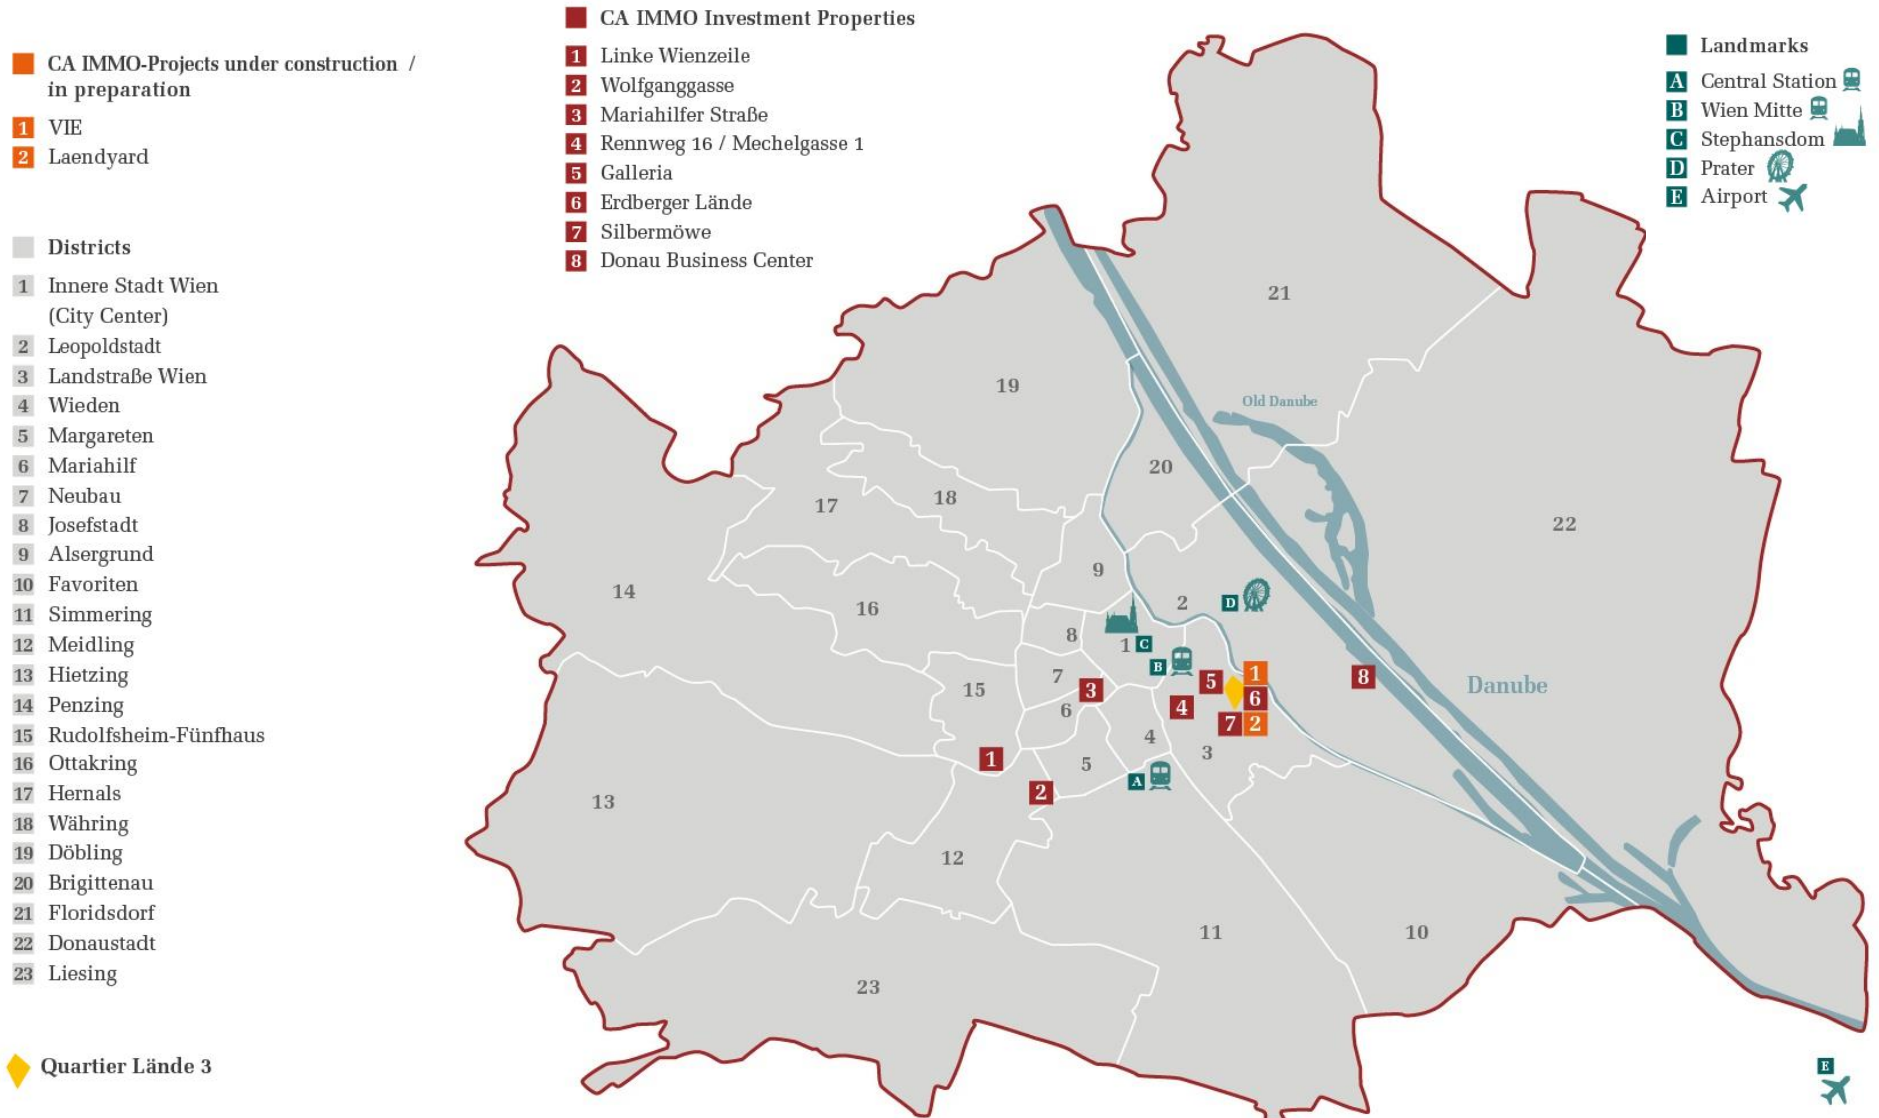 CA IMMO-Projects under construction /
in preparation
1 VIE
2 Laendyard
Districts
1 Innere Stadt Wien
(City Center)
2 Leopoldstadt
3 Landstraße Wien
4 Wieden
5 Margareten
6 Mariahilf
7 Neubau
8 Josefstadt
9 Alsergrund
10 Favoriten
11 Simmering
12 Meidling
13 Hietzing
14 Penzing
15 Rudolfsheim-Fünfhaus
16 Ottakring
17 Hernals
18 Währing
19 Döbling
20 Brigittenau
21 Floridsdorf
22 Donaustadt
23 Liesing
Quartier Lände 3
CA IMMO Investment Properties
1 Linke Wienzeile
2 Wolfganggasse
3 Mariahilfer Straße
4 Rennweg 16 / Mechelgasse 1
5 Galleria
6 Erdberger Lände
7 Silbermöwe
8 Donau Business Center
Landmarks
A Central Station
B Wien Mitte
C Stephansdom
D Prater
E Airport
21
19
Old Danube
20
18
17
22
9
14
16
2
D
8
1 C
B
7
15
3
5
1
8
Danube
6
4
6
7
2
4
3
1
5
A
2
13
12
11
10
23
E